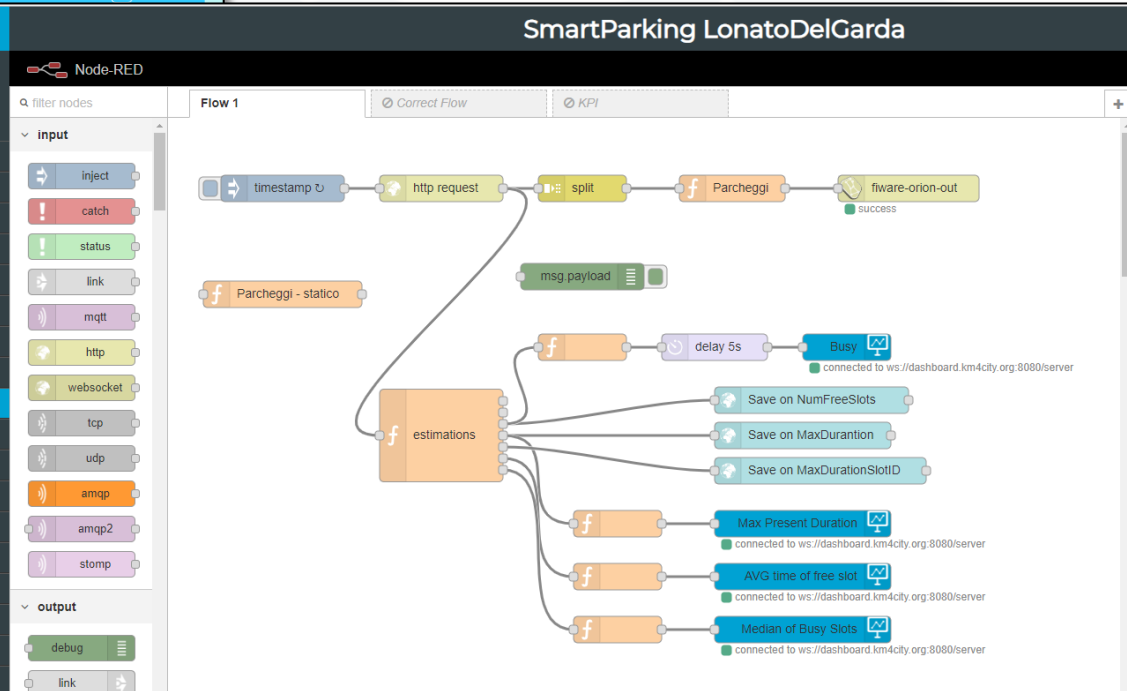 SmartParking LonatoDelGarda
Node-RED
filter nodes
Flow 1
Correct Flow
KPI
+
input
inject
catch
status
link
mqtt
http
websocket
tcp
udp
amqp
amqp2
stomp
output
debug
link
timestamp ↻
http request
split
Parcheggi
fiware-orion-out
success
msg.payload
Parcheggi - statico
delay 5s
Busy
connected to ws://dashboard.km4city.org:8080/server
estimations
Save on NumFreeSlots
Save on MaxDurantion
Save on MaxDurationSlotID
Max Present Duration
connected to ws://dashboard.km4city.org:8080/server
AVG time of free slot
connected to ws://dashboard.km4city.org:8080/server
Median of Busy Slots
connected to ws://dashboard.km4city.org:8080/server